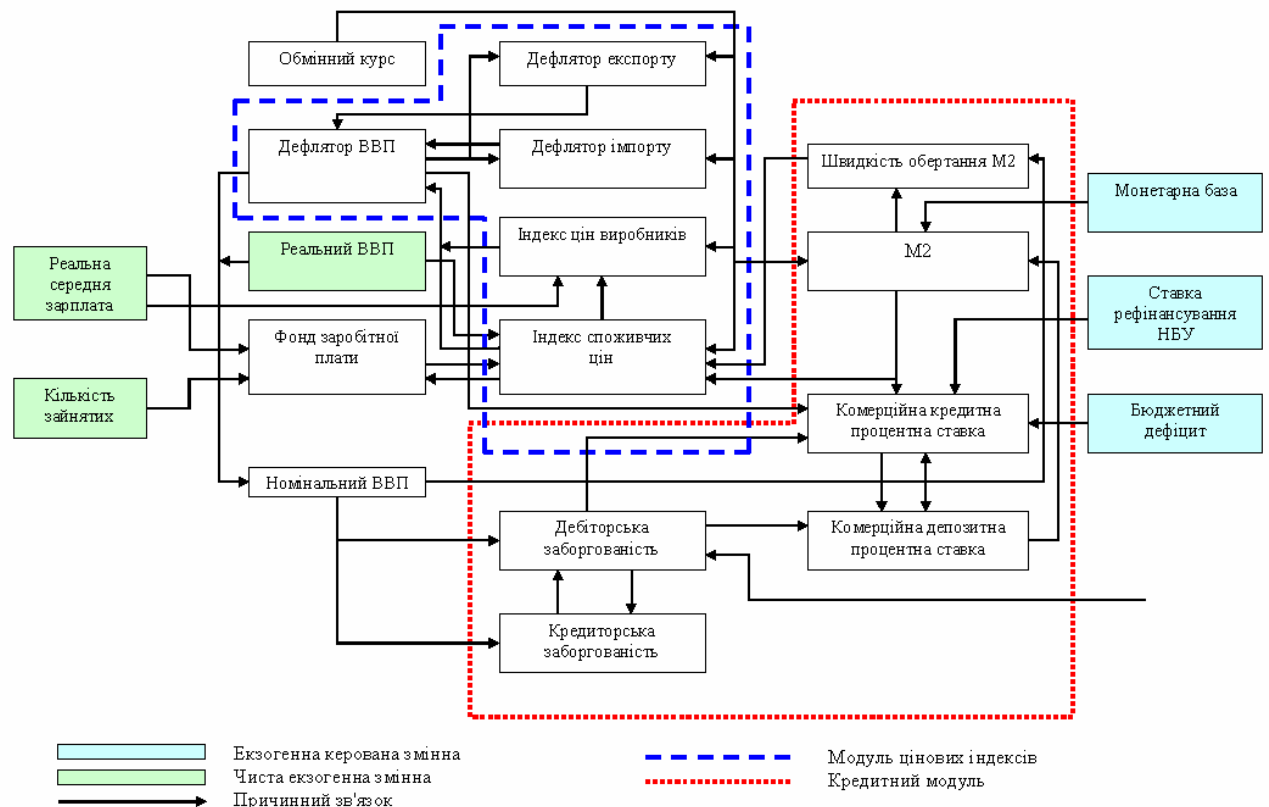 Обмінний курс
Дефлятор експорту
Дефлятор ВВП
Дефлятор імпорту
Швидкість обертання М2
Монетарна база
Реальний ВВП
Індекс цін виробників
М2
Реальна
середня
зарплата
Ставка
рефінансування
НБУ
Фонд заробітної
плати
Індекс споживчих
цін
Кількість
зайнятих
Комерційна кредитна
процентна ставка
Бюджетний
дефіцит
Номінальний ВВП
Дебіторська
заборгованість
Комерційна депозитна
процентна ставка
Кредиторська
заборгованість
Екзогенна керована змінна
Чиста екзогенна змінна
Причинний зв'язок
Модуль цінових індексів
Кредитний модуль